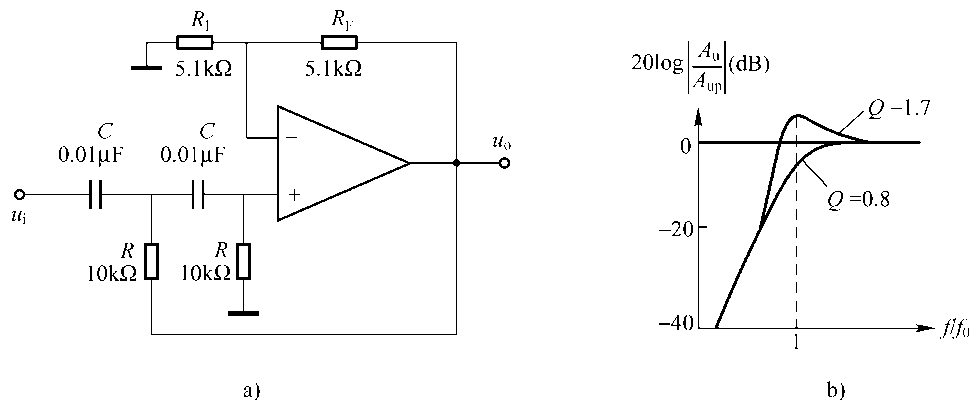 R1 RF
5.1kΩ 5.1kΩ
C C
0.01μF 0.01μF
−
+
uo
ui
R R
10kΩ 10kΩ
a)
20log|Au/Aup|(dB)
Q=1.7
0
Q=0.8
−20
−40
1
f/f0
b)